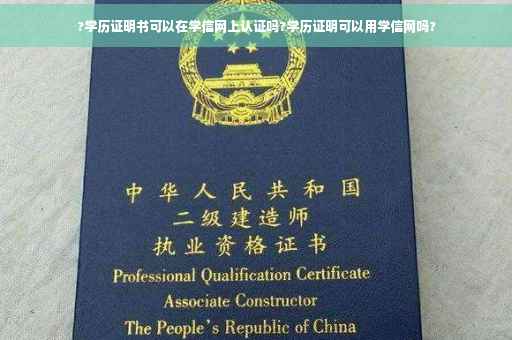 ?学历证明书可以在学信网上认证吗?学历证明可以用学信网吗?
中华人民共和国
二级建造师
执业资格证书
Professional Qualification Certificate
Associate Constructor
The People's Republic of China